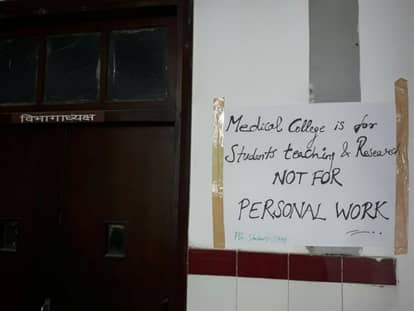 विभागाध्यक्ष
Medical College is for
Students teaching & Research
NOT FOR
PERSONAL WORK